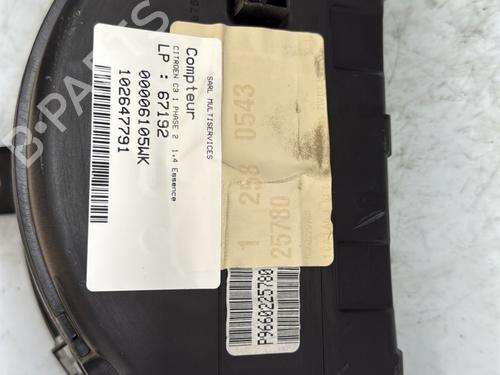 SARL MULTISERVICES
Compteur
CITROEN C3 1 PHASE 2 1.4 Essence
LP : 67192
00006105WK
102647791
1 258 0543
25780
B-PARTS